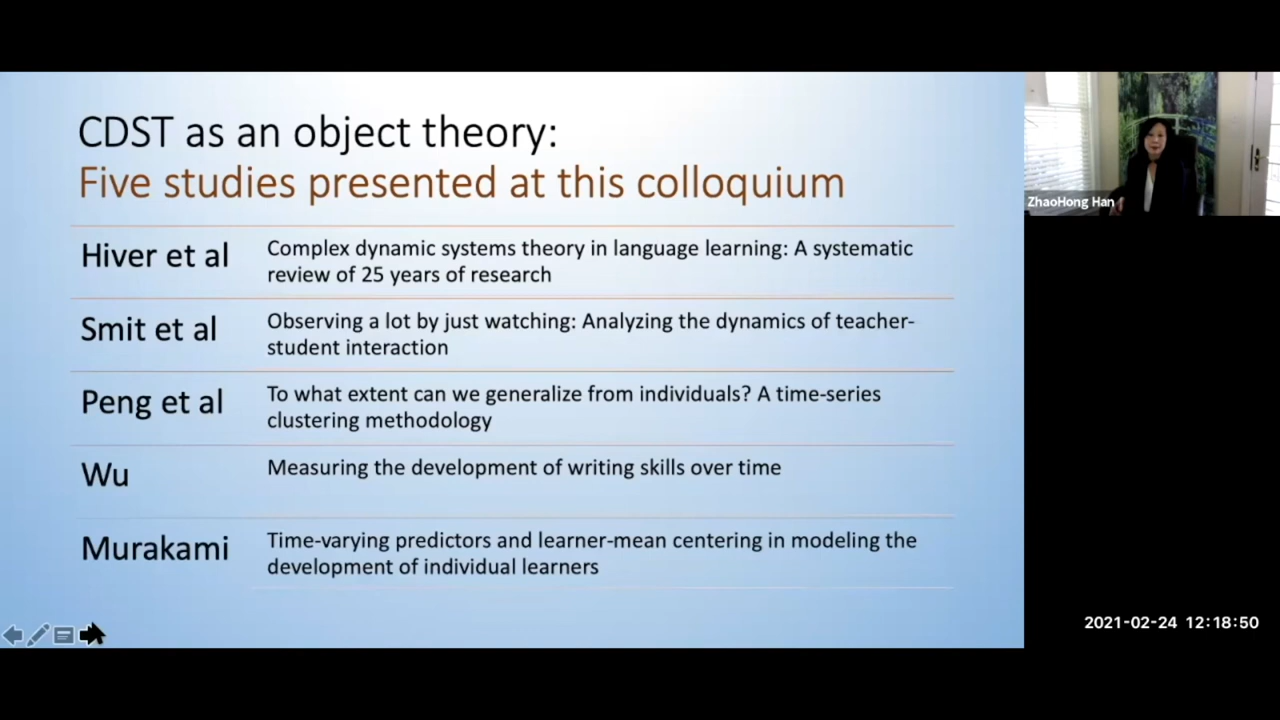 CDST as an object theory:
Five studies presented at this colloquium
Hiver et al
Complex dynamic systems theory in language learning: A systematic
review of 25 years of research
Smit et al
Observing a lot by just watching: Analyzing the dynamics of teacher-
student interaction
Peng et al
To what extent can we generalize from individuals? A time-series
clustering methodology
Wu
Measuring the development of writing skills over time
Murakami
Time-varying predictors and learner-mean centering in modeling the
development of individual learners
ZhaoHong Han
2021-02-24 12:18:50